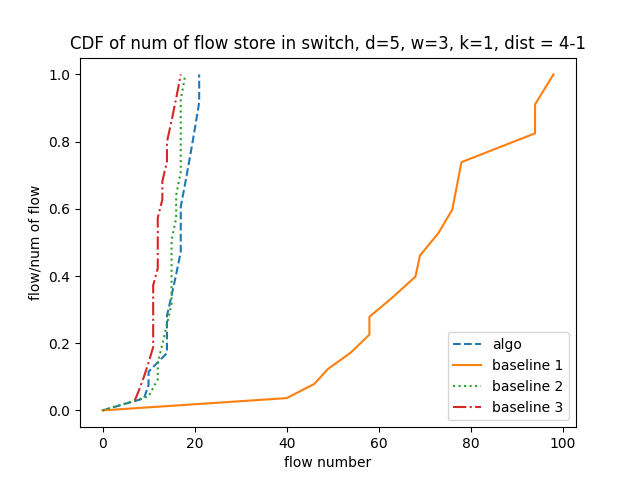 CDF of num of flow store in switch, d=5, w=3, k=1, dist = 4-1
1.0
0.8
0.6
0.4
0.2
0.0
flow/num of flow
algo
baseline 1
baseline 2
baseline 3
0 20 40 60 80 100
flow number